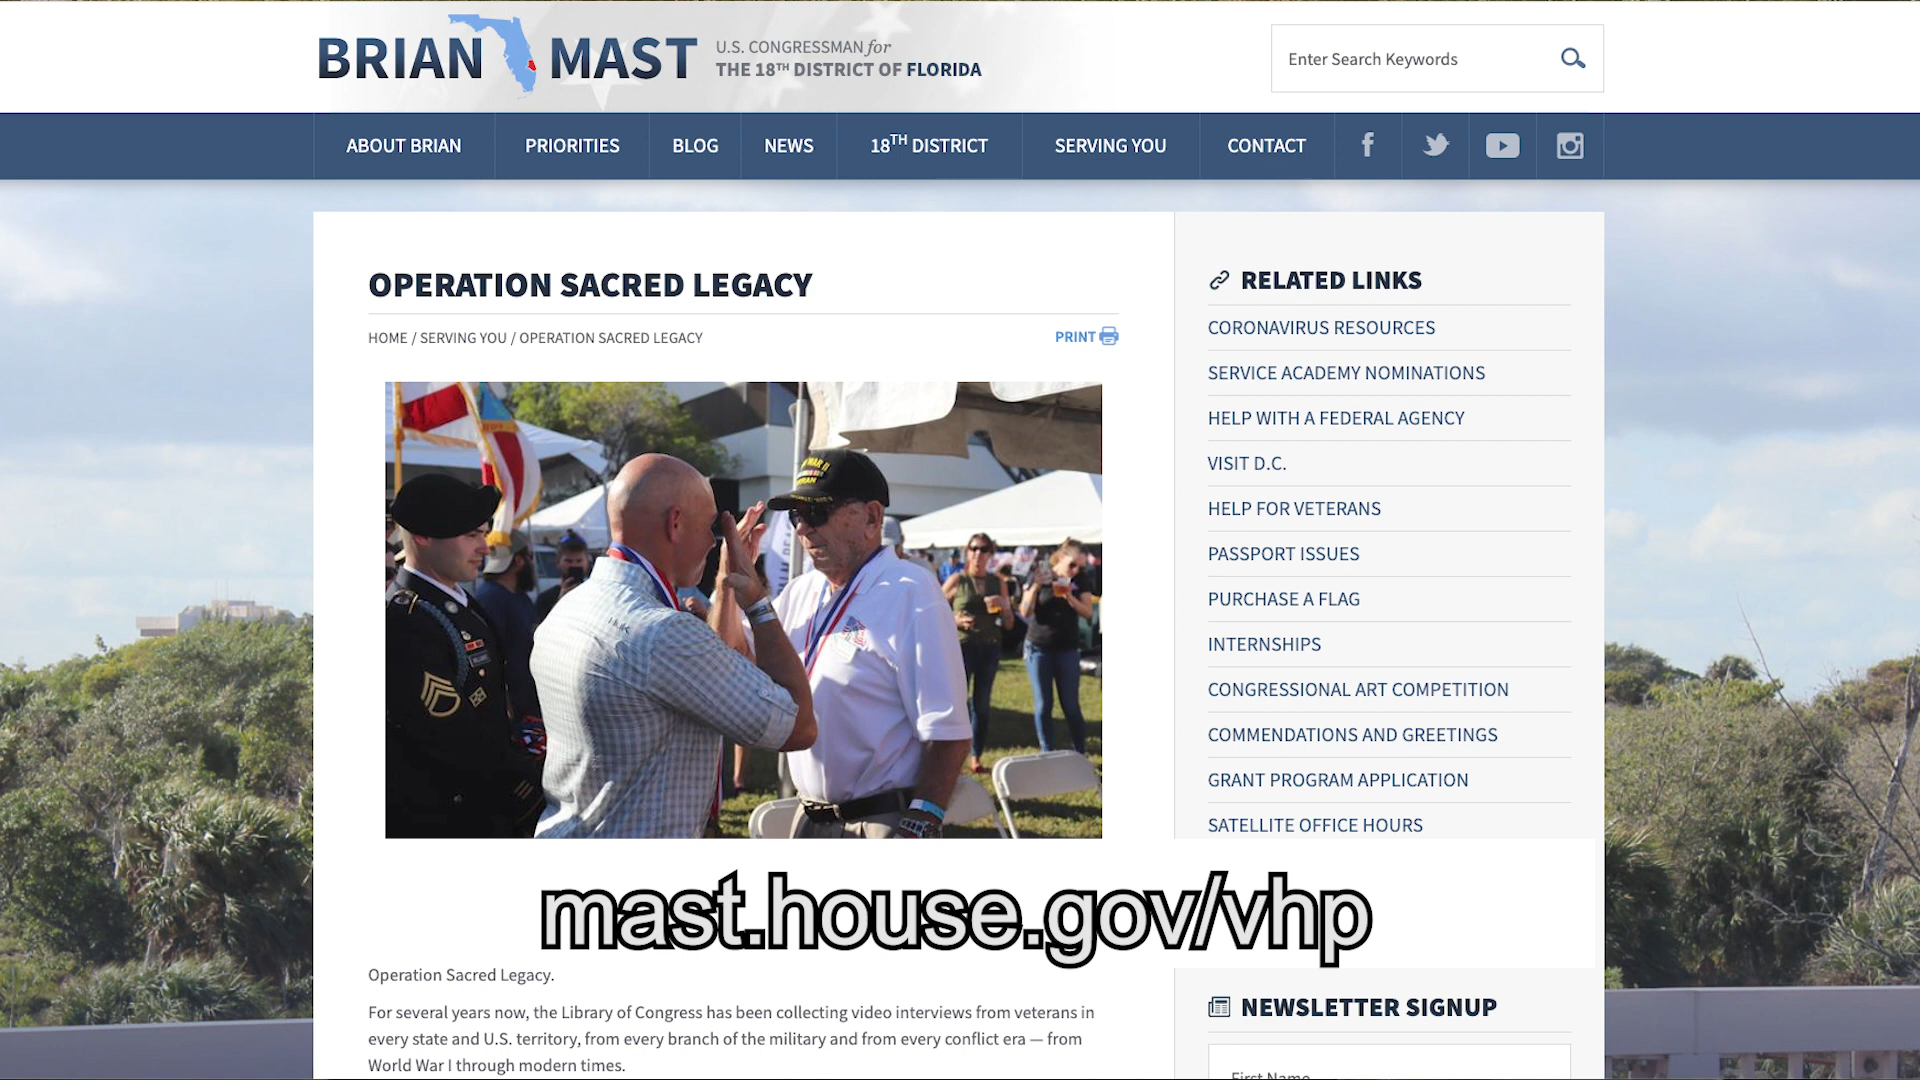 BRIAN MAST
U.S. CONGRESSMAN for
THE 18TH DISTRICT OF FLORIDA
Enter Search Keywords
ABOUT BRIAN
PRIORITIES
BLOG
NEWS
18TH DISTRICT
SERVING YOU
CONTACT
OPERATION SACRED LEGACY
HOME / SERVING YOU / OPERATION SACRED LEGACY
PRINT
mast.house.gov/vhp
Operation Sacred Legacy.
For several years now, the Library of Congress has been collecting video interviews from veterans in
every state and U.S. territory, from every branch of the military and from every conflict era — from
World War I through modern times.
RELATED LINKS
CORONAVIRUS RESOURCES
SERVICE ACADEMY NOMINATIONS
HELP WITH A FEDERAL AGENCY
VISIT D.C.
HELP FOR VETERANS
PASSPORT ISSUES
PURCHASE A FLAG
INTERNSHIPS
CONGRESSIONAL ART COMPETITION
COMMENDATIONS AND GREETINGS
GRANT PROGRAM APPLICATION
SATELLITE OFFICE HOURS
NEWSLETTER SIGNUP
First Name